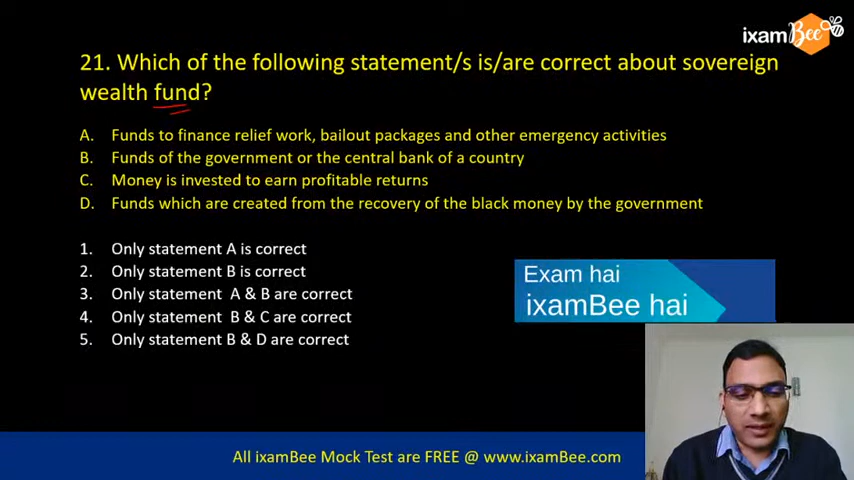 ixamBee
21. Which of the following statement/s is/are correct about sovereign
wealth fund?
A. Funds to finance relief work, bailout packages and other emergency activities
B. Funds of the government or the central bank of a country
C. Money is invested to earn profitable returns
D. Funds which are created from the recovery of the black money by the government
1. Only statement A is correct
2. Only statement B is correct
3. Only statement A & B are correct
4. Only statement B & C are correct
5. Only statement B & D are correct
Exam hai
ixamBee hai
All ixamBee Mock Test are FREE @ www.ixamBee.com